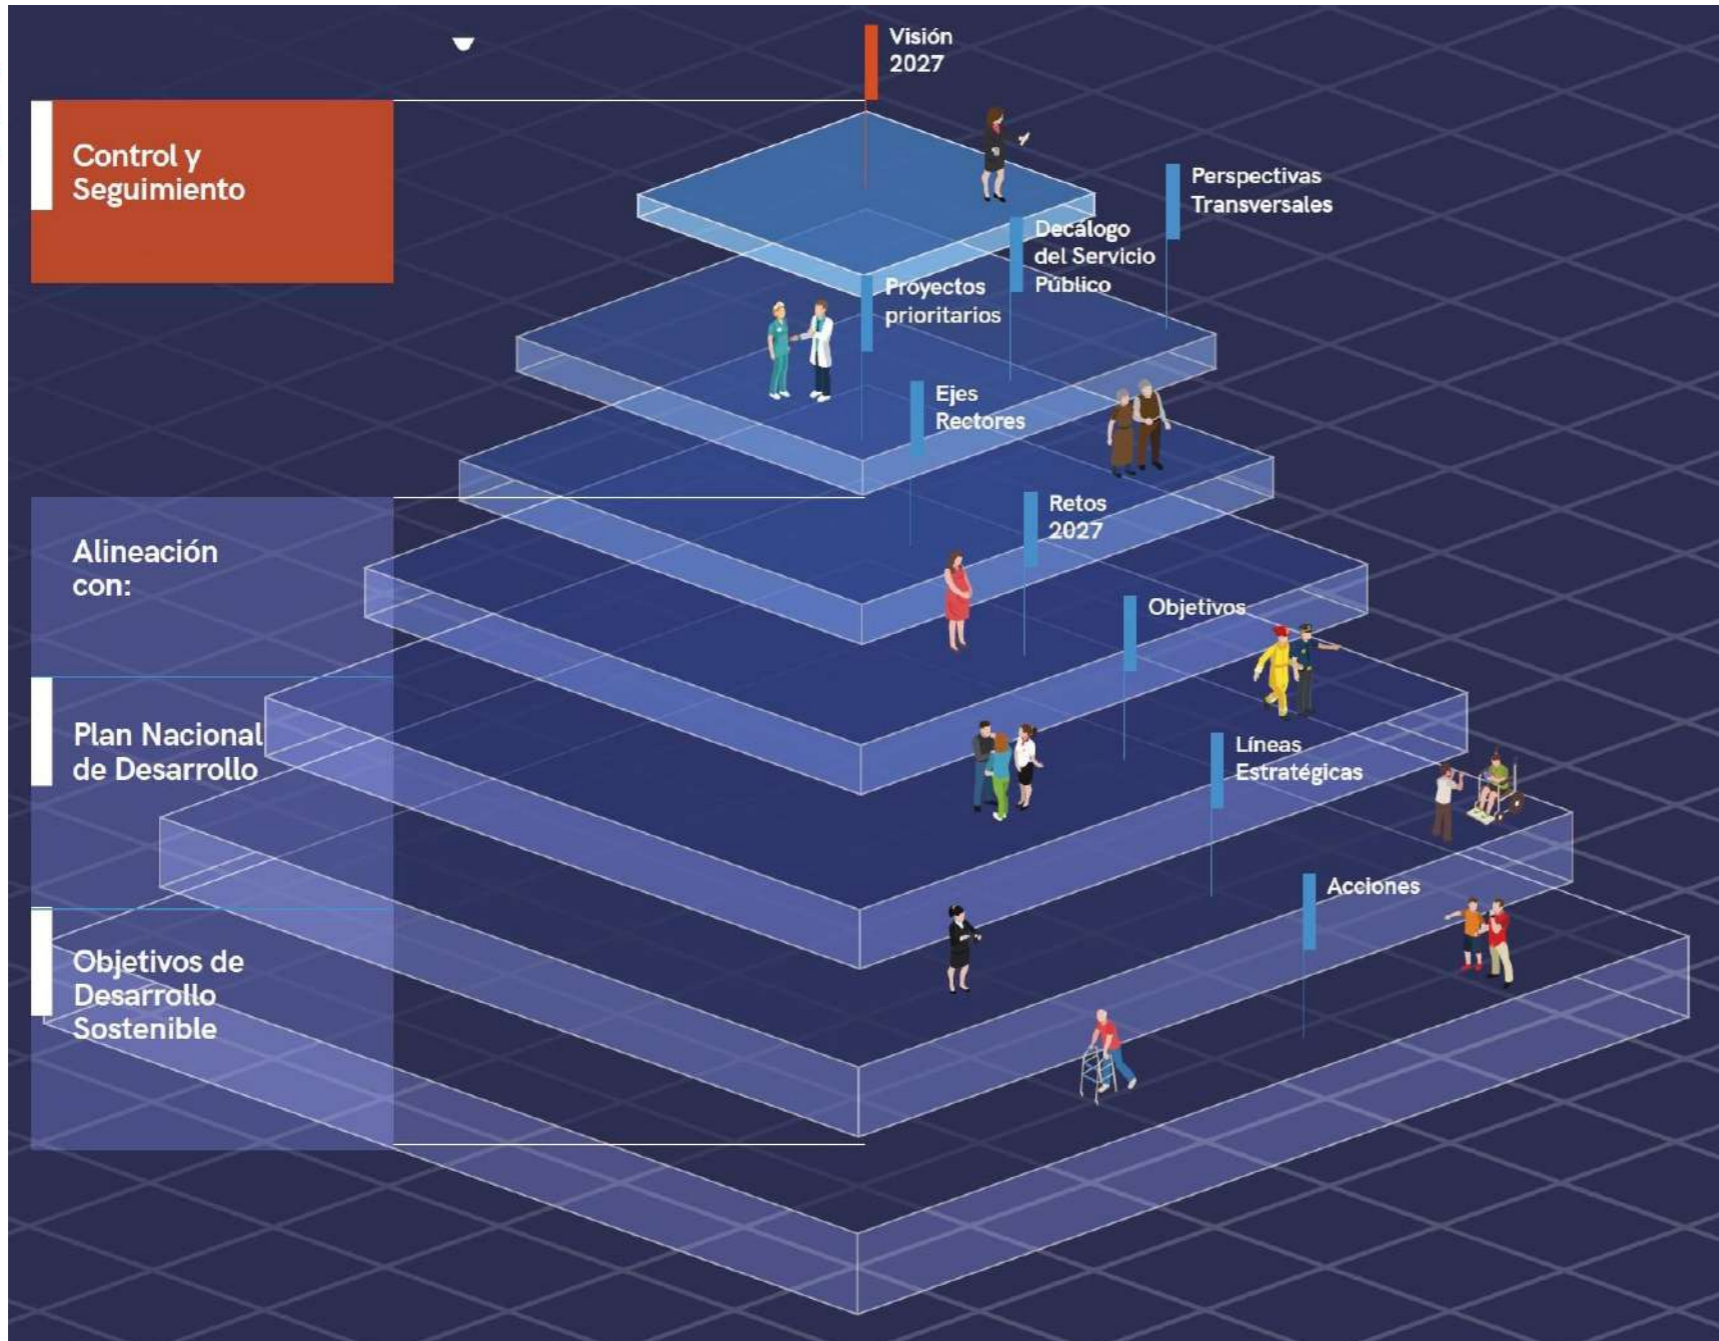 Visión
2027
Control y
Seguimiento
Perspectivas
Transversales
Decálogo
del Servicio
Público
Proyectos
prioritarios
Ejes
Rectores
Retos
2027
Alineación
con:
Objetivos
Plan Nacional
de Desarrollo
Líneas
Estratégicas
Acciones
Objetivos de
Desarrollo
Sostenible